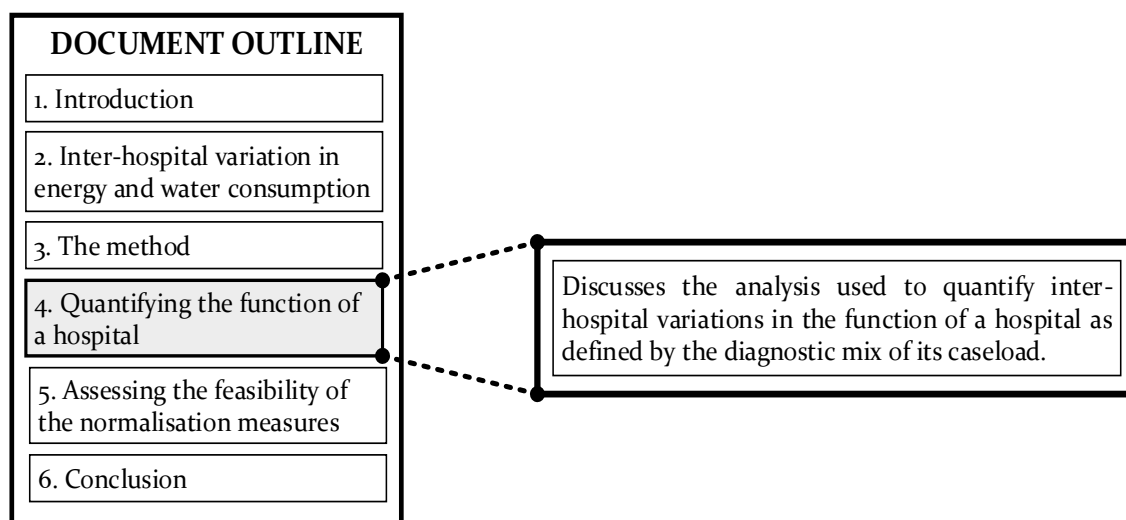 DOCUMENT OUTLINE
1. Introduction
2. Inter-hospital variation in
energy and water consumption
3. The method
4. Quantifying the function of
a hospital
5. Assessing the feasibility of
the normalisation measures
6. Conclusion
Discusses the analysis used to quantify inter-
hospital variations in the function of a hospital as
defined by the diagnostic mix of its caseload.